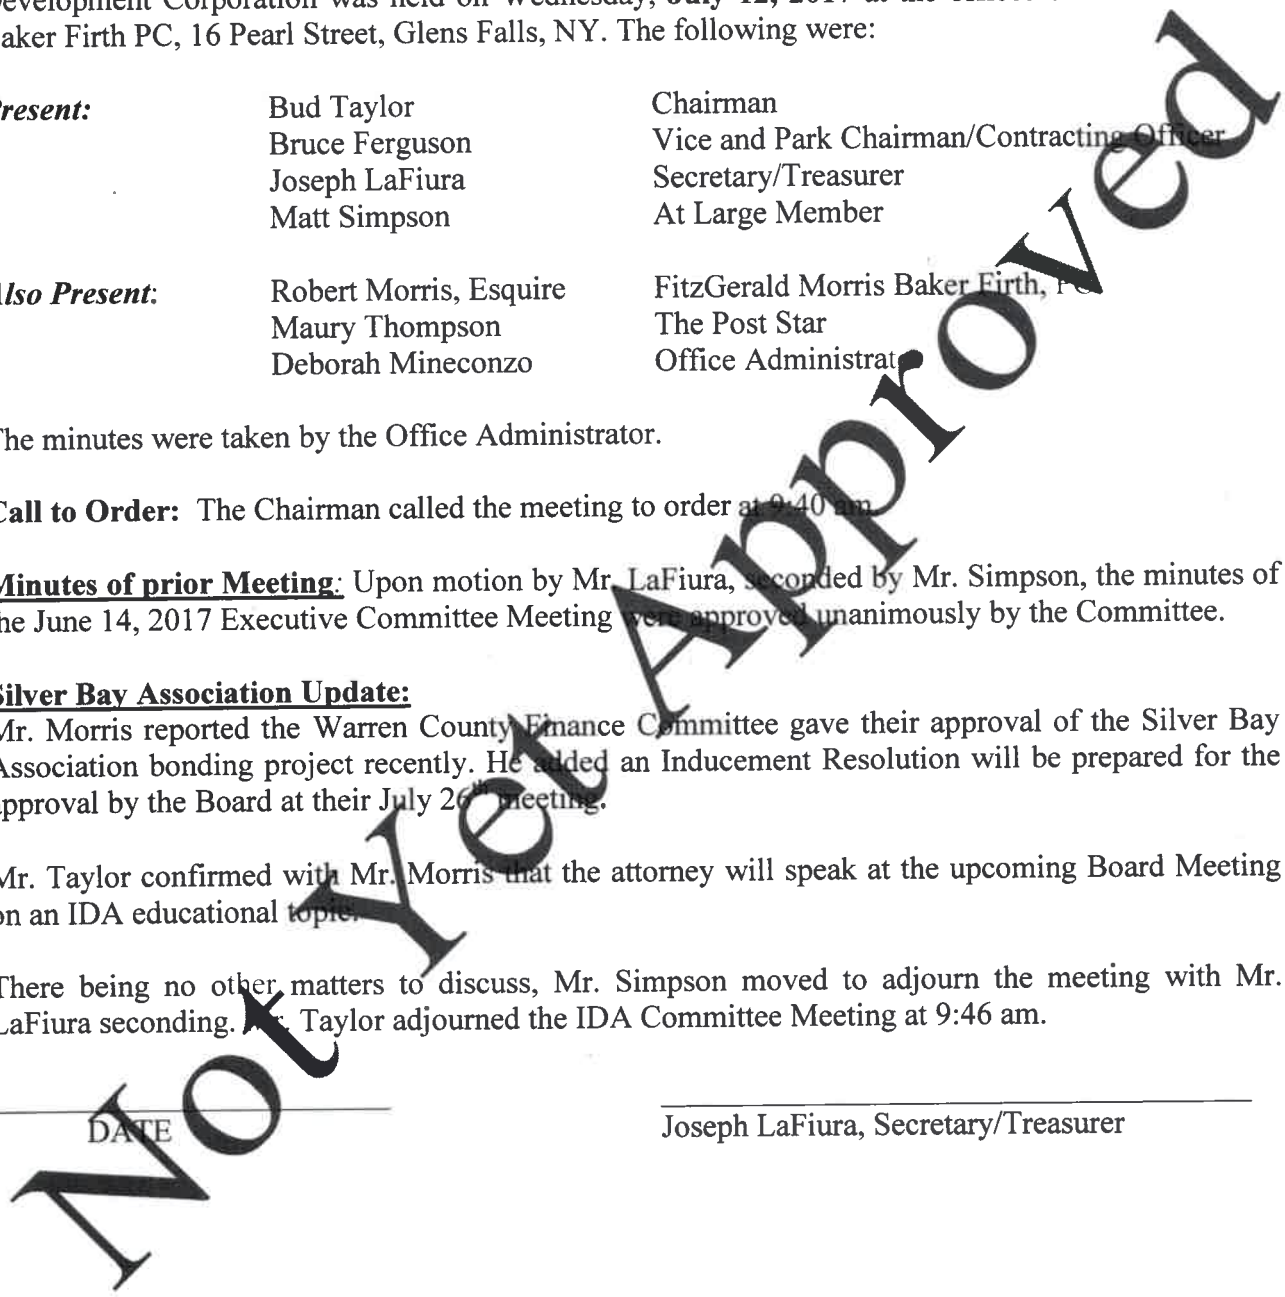 Development Corporation was held on Wednesday, July 12, 2017 at the
aker Firth PC, 16 Pearl Street, Glens Falls, NY. The following were:
resent: Bud Taylor Chairman
Bruce Ferguson Vice and Park Chairman/Contracting Officer
Joseph LaFiura Secretary/Treasurer
Matt Simpson At Large Member
lso Present: Robert Morris, Esquire FitzGerald Morris Baker Firth, PC
Maury Thompson The Post Star
Deborah Mineconzo Office Administrat
The minutes were taken by the Office Administrator.
Call to Order: The Chairman called the meeting to order at 9:40 am
Minutes of prior Meeting: Upon motion by Mr. LaFiura, seconded by Mr. Simpson, the minutes of
the June 14, 2017 Executive Committee Meeting were approved unanimously by the Committee.
Silver Bay Association Update:
Mr. Morris reported the Warren County Finance Committee gave their approval of the Silver Bay
Association bonding project recently. He added an Inducement Resolution will be prepared for the
approval by the Board at their July 26th meeting.
Mr. Taylor confirmed with Mr. Morris that the attorney will speak at the upcoming Board Meeting
on an IDA educational topic.
There being no other matters to discuss, Mr. Simpson moved to adjourn the meeting with Mr.
LaFiura seconding. Mr. Taylor adjourned the IDA Committee Meeting at 9:46 am.
DATE Joseph LaFiura, Secretary/Treasurer
Not Yet Approved